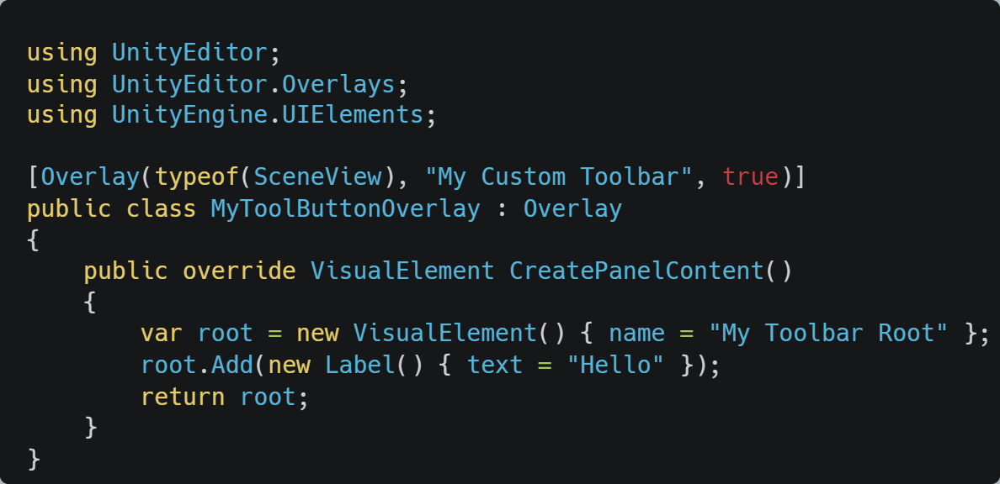 using UnityEditor;
using UnityEditor.Overlays;
using UnityEngine.UIElements;

[Overlay(typeof(SceneView), "My Custom Toolbar", true)]
public class MyToolButtonOverlay : Overlay
{
    public override VisualElement CreatePanelContent()
    {
        var root = new VisualElement() { name = "My Toolbar Root" };
        root.Add(new Label() { text = "Hello" });
        return root;
    }
}